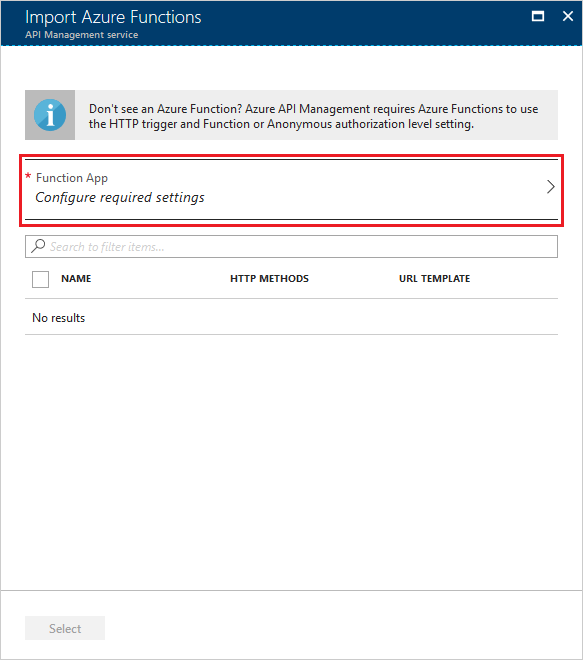 Import Azure Functions
API Management service
Don't see an Azure Function? Azure API Management requires Azure Functions to use
the HTTP trigger and Function or Anonymous authorization level setting.
* Function App
Configure required settings
Search to filter items...
NAME HTTP METHODS URL TEMPLATE
No results
Select